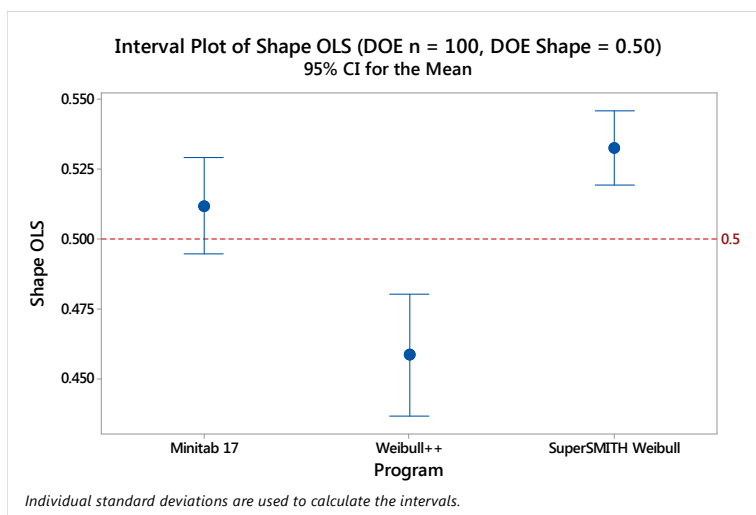 Interval Plot of Shape OLS (DOE n = 100, DOE Shape = 0.50)
95% CI for the Mean
0.550
0.525
0.500
0.475
0.450
Shape OLS
0.5
Minitab 17
Weibull++
SuperSMITH Weibull
Program
Individual standard deviations are used to calculate the intervals.